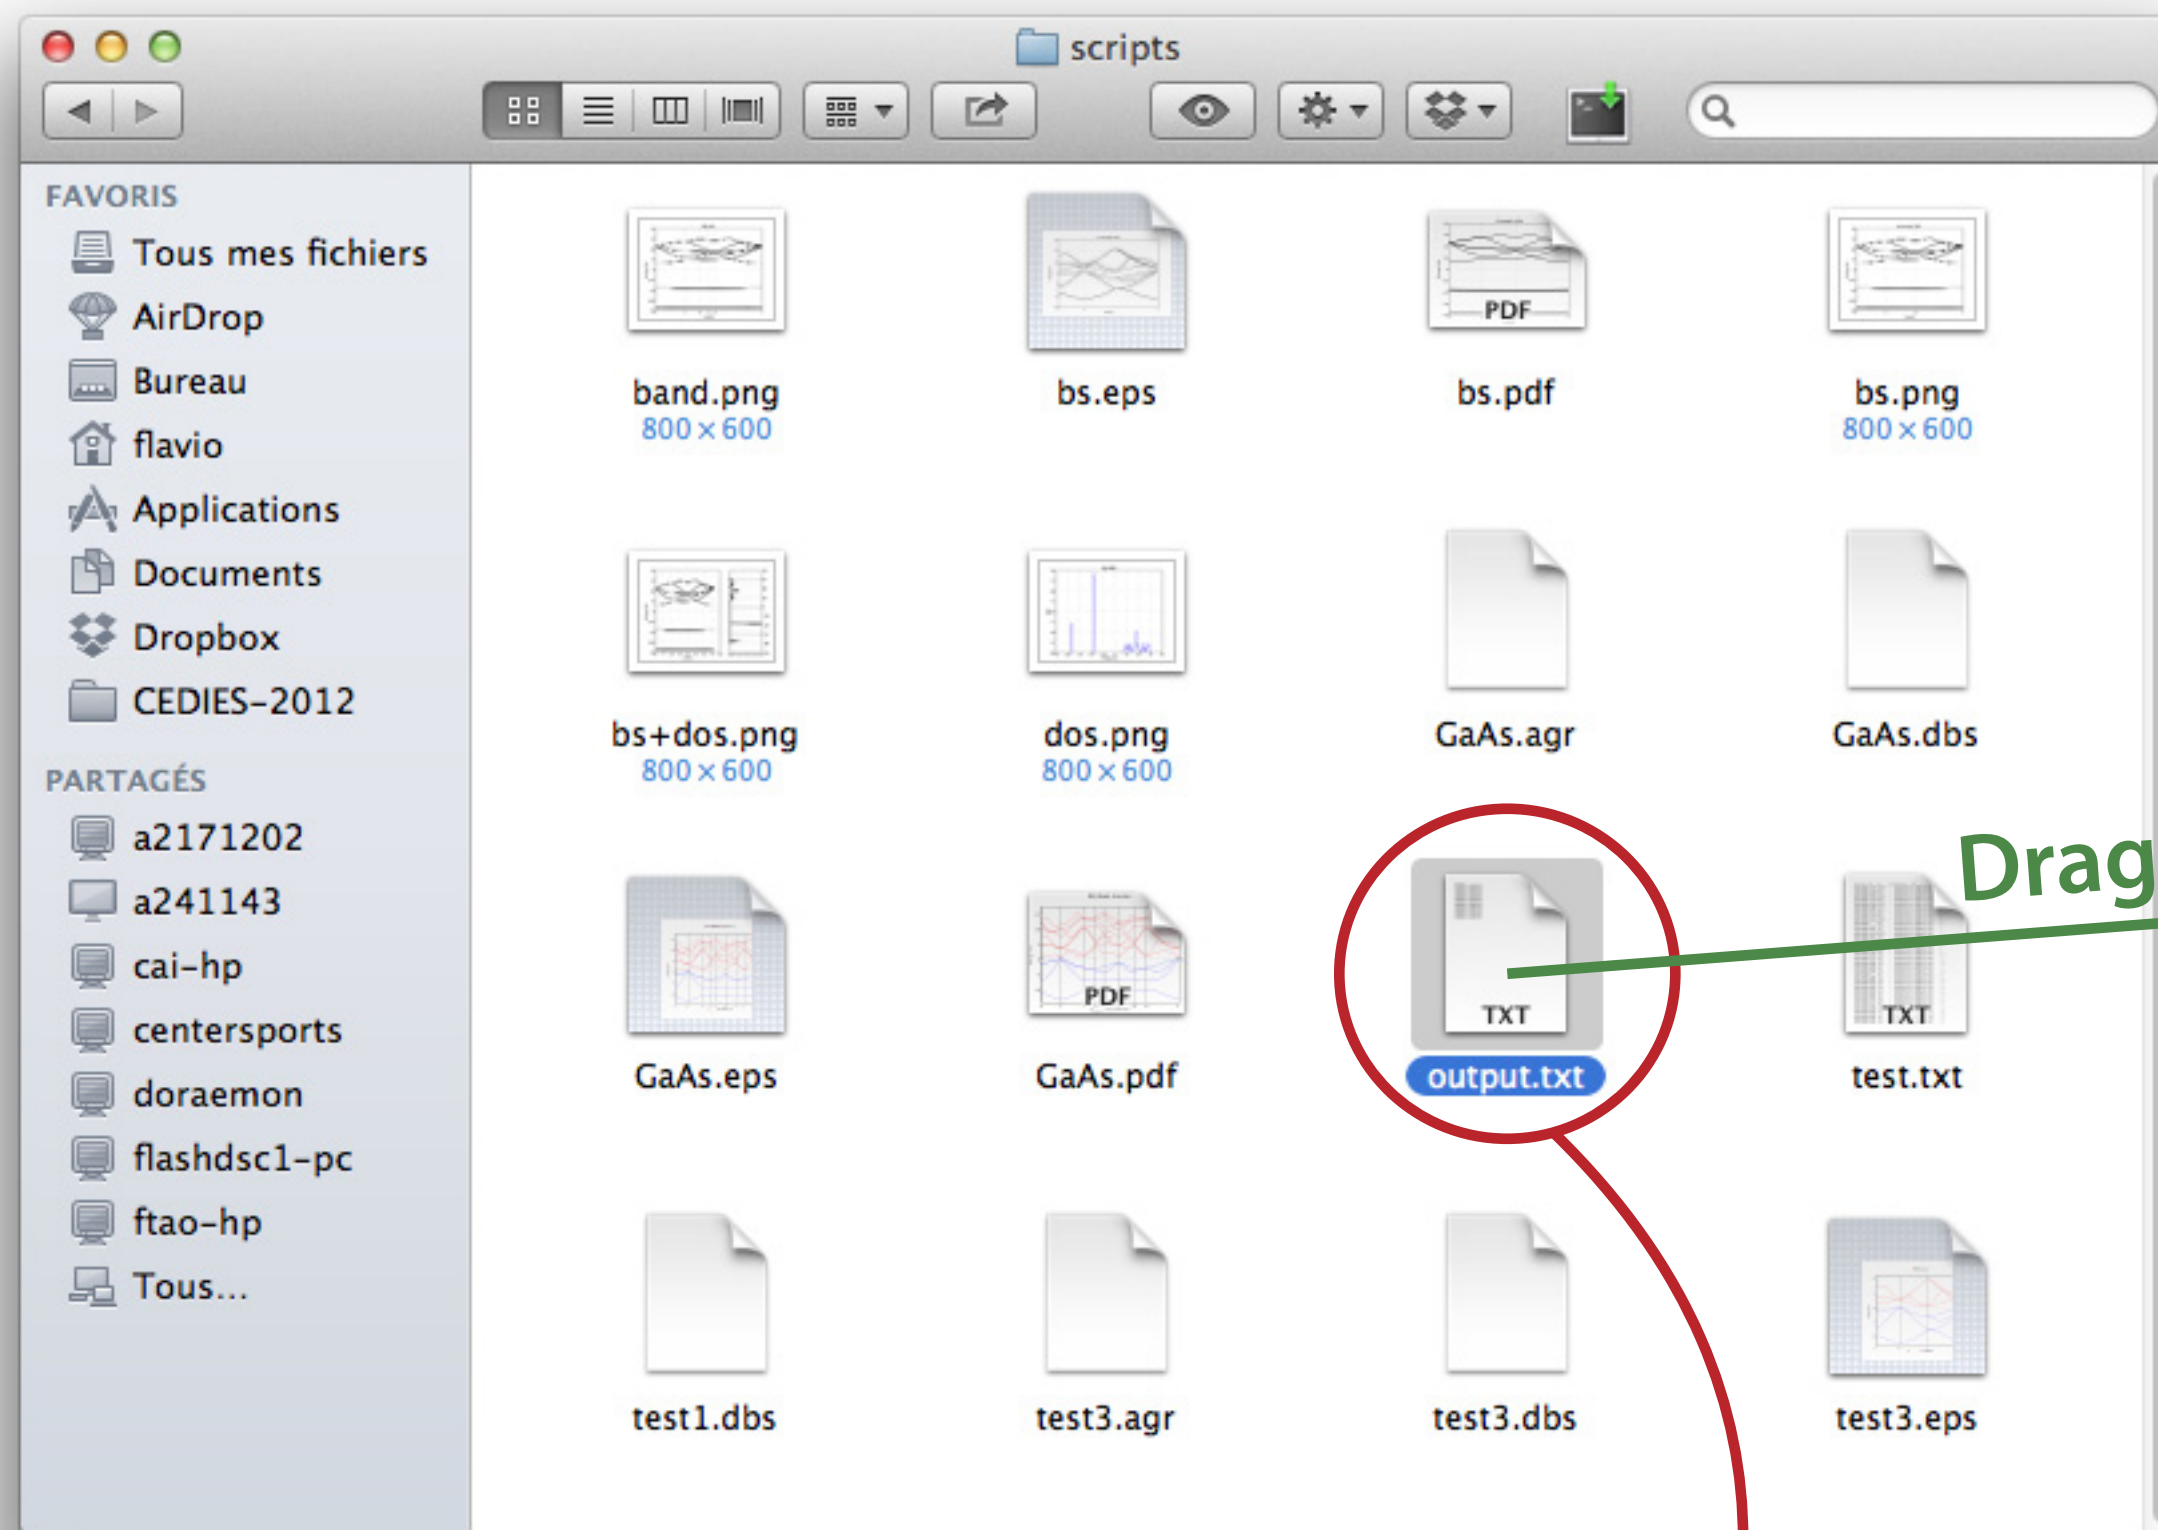 scripts
FAVORIS
Tous mes fichiers
AirDrop
Bureau
flavio
Applications
Documents
Dropbox
CEDIES-2012
PARTAGÉS
a2171202
a241143
cai-hp
centersports
doraemon
flashdsc1-pc
ftao-hp
Tous...
band.png
800×600
bs.eps
PDF
bs.pdf
bs.png
800×600
bs+dos.png
800×600
dos.png
800×600
GaAs.agr
GaAs.dbs
Drag
GaAs.eps
PDF
GaAs.pdf
TXT
output.txt
TXT
test.txt
test1.dbs
test3.agr
test3.dbs
test3.eps